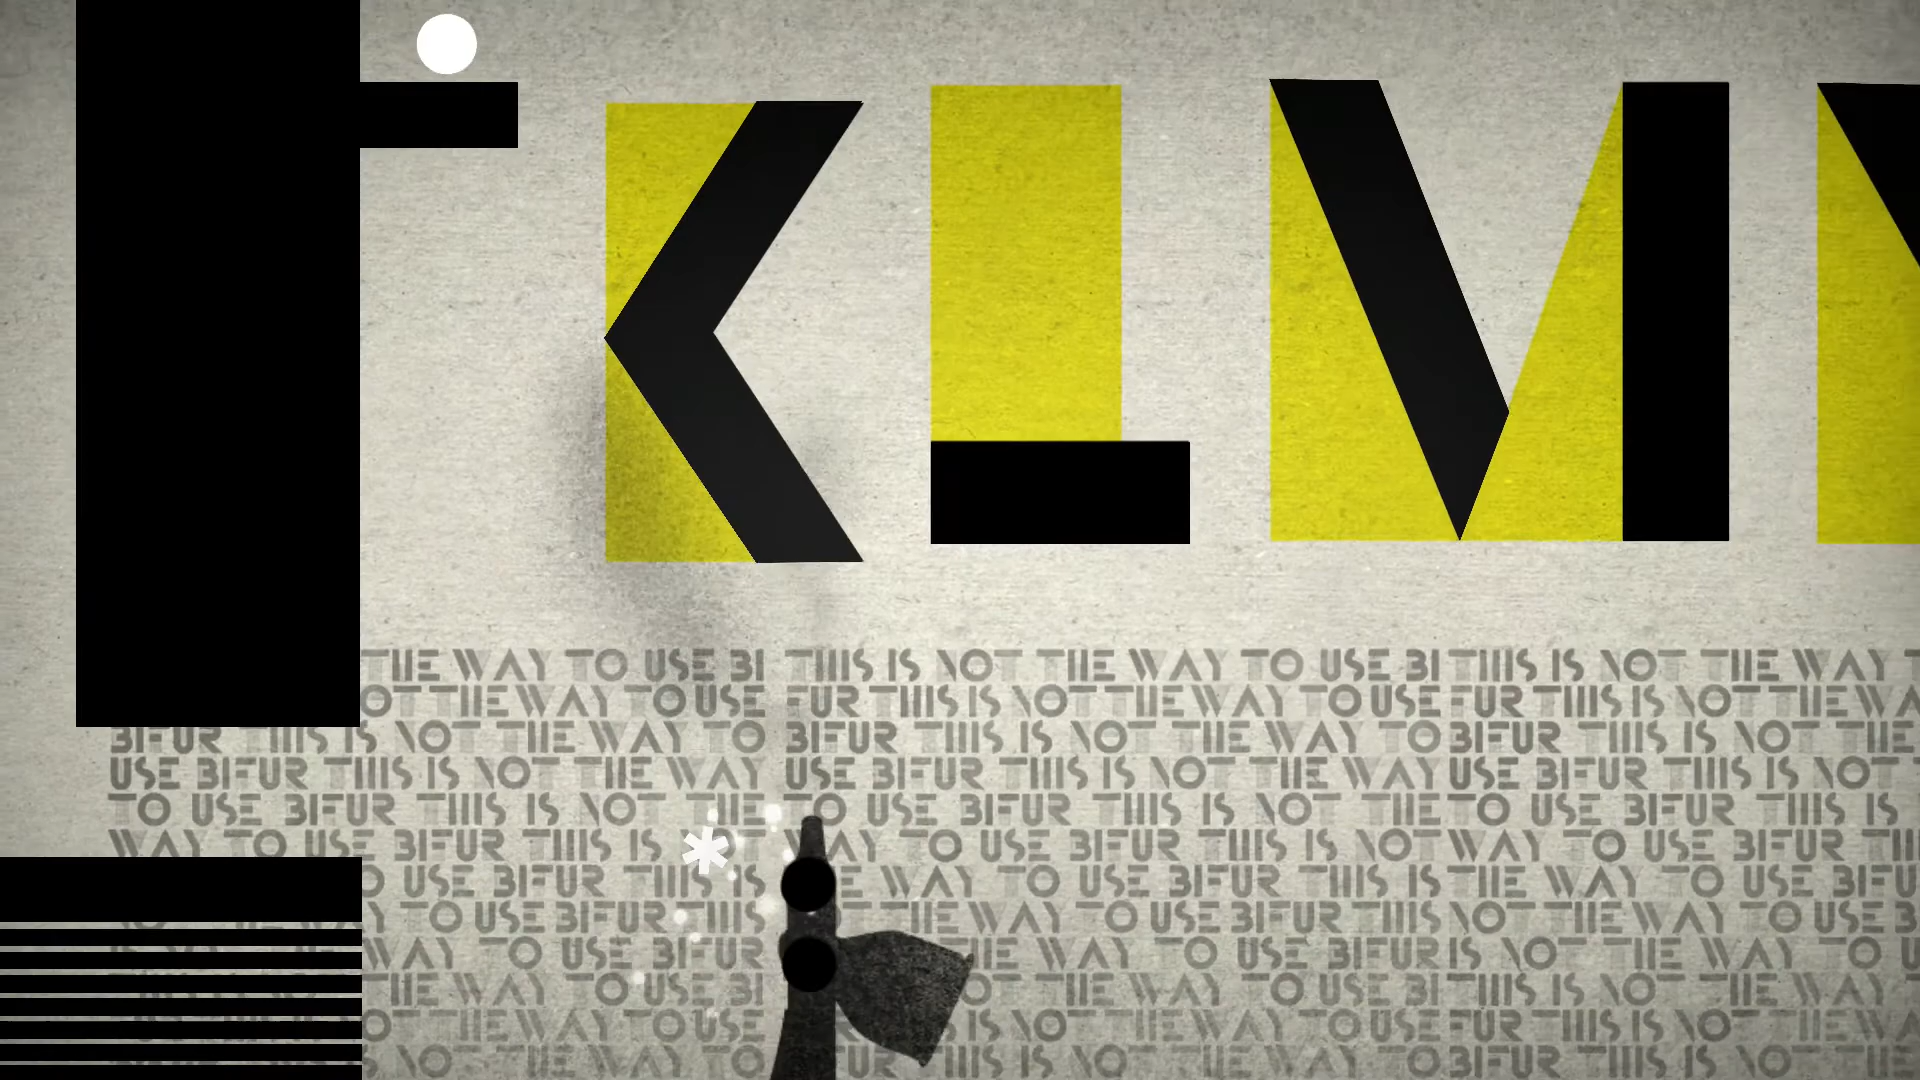 KLM
THE WAY TO USE BI THIS IS NOT THE WAY TO USE BI THIS IS NOT THE WAY T
OT THE WAY TO USE FUR THIS IS NOT THE WAY TO USE FUR THIS IS NOT THE WA
BIFUR THIS IS NOT THE WAY TO BIFUR THIS IS NOT THE WAY TO BIFUR THIS IS NOT THE
USE BIFUR THIS IS NOT THE WAY USE BIFUR THIS IS NOT THE WAY USE BIFUR THIS IS NOT T
TO USE BIFUR THIS IS NOT THE TO USE BIFUR THIS IS NOT THE TO USE BIFUR THIS IS
WAY TO USE BIFUR THIS IS NOT WAY TO USE BIFUR THIS IS NOT WAY TO USE BIFUR THIS
O USE BIFUR THIS IS E WAY TO USE BIFUR THIS IS THE WAY TO USE BIFU
Y TO USE BIFUR THIS THE WAY TO USE BIFUR THIS NOT THE WAY TO USE B
WAY TO USE BIFUR THE WAY TO USE BIFUR IS NOT THE WAY TO U
THE WAY TO USE BI OT THE WAY TO USE BI THIS IS NOT THE WAY T
OT THE WAY TO USE IS NOT THE WAY TO USE FUR THIS IS NOT THE WA
IS NOT THE WAY TO FUR THIS IS NOT THE WAY TO BIFUR THIS IS NOT THE